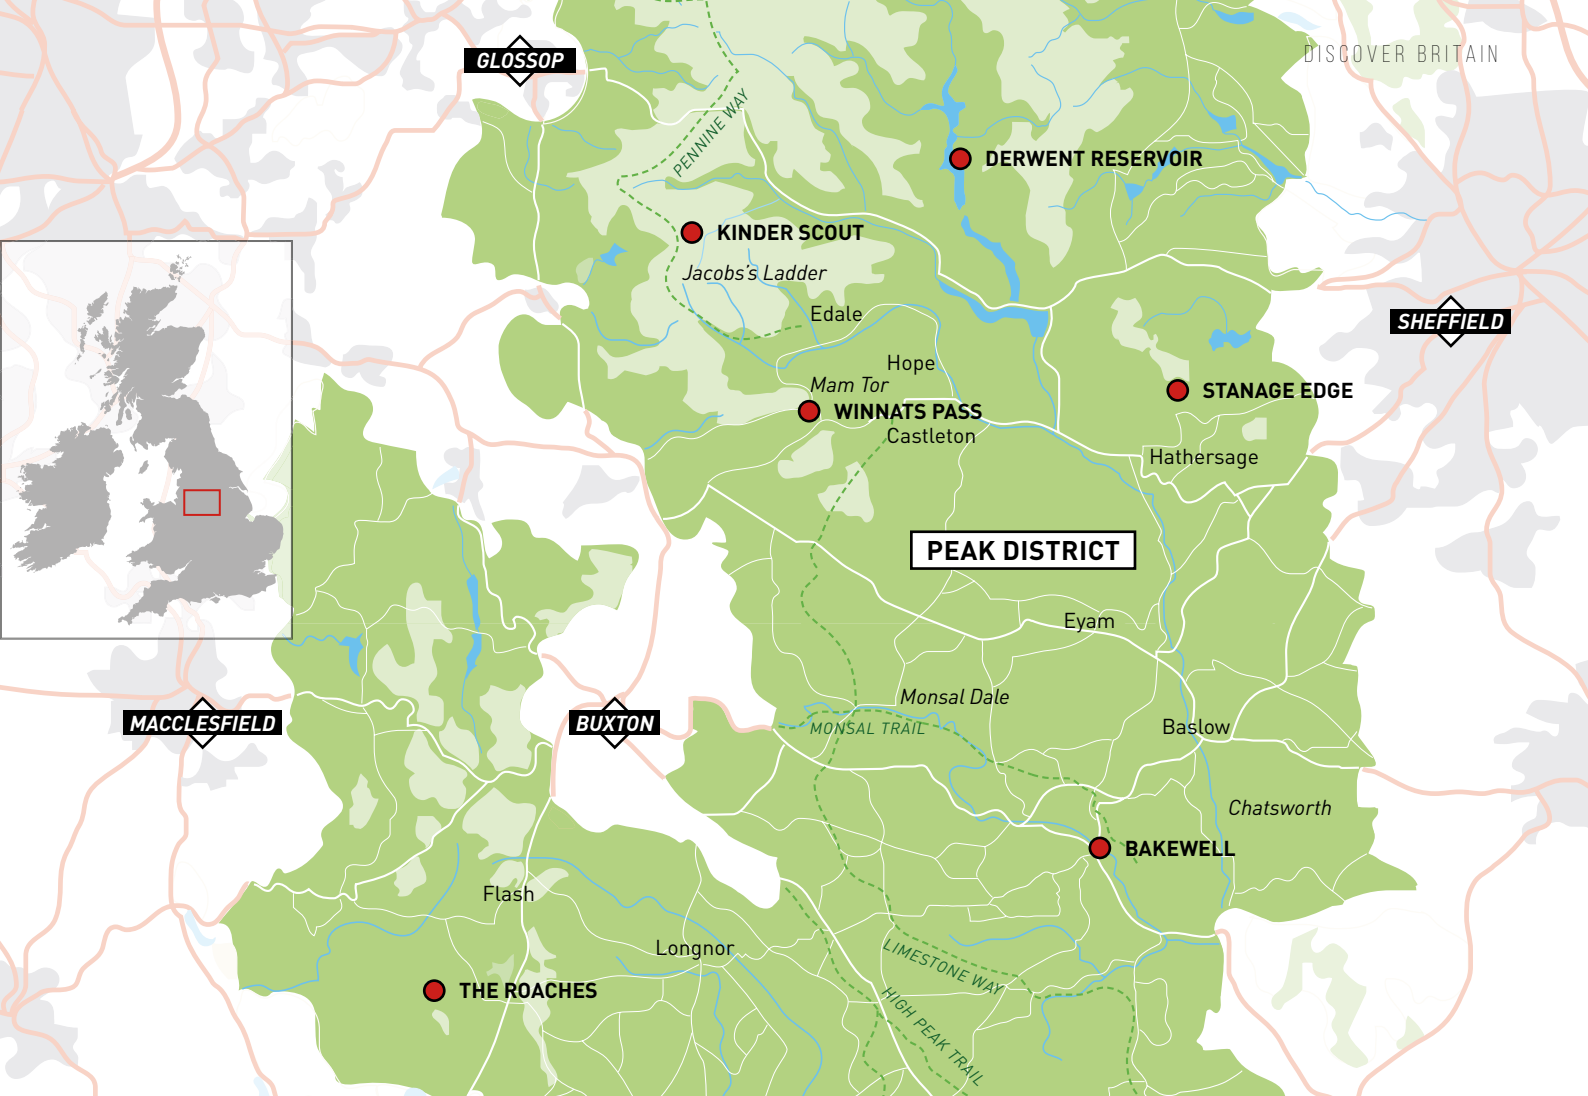 DISCOVER BRITAIN
GLOSSOP
PENNINE WAY
DERWENT RESERVOIR
KINDER SCOUT
Jacobs's Ladder
Edale
SHEFFIELD
Hope
Mam Tor
STANAGE EDGE
WINNATS PASS
Castleton
Hathersage
PEAK DISTRICT
Eyam
Monsal Dale
MACCLESFIELD
BUXTON
MONSAL TRAIL
Baslow
Chatsworth
BAKEWELL
Flash
Longnor
LIMESTONE WAY
THE ROACHES
HIGH PEAK TRAIL